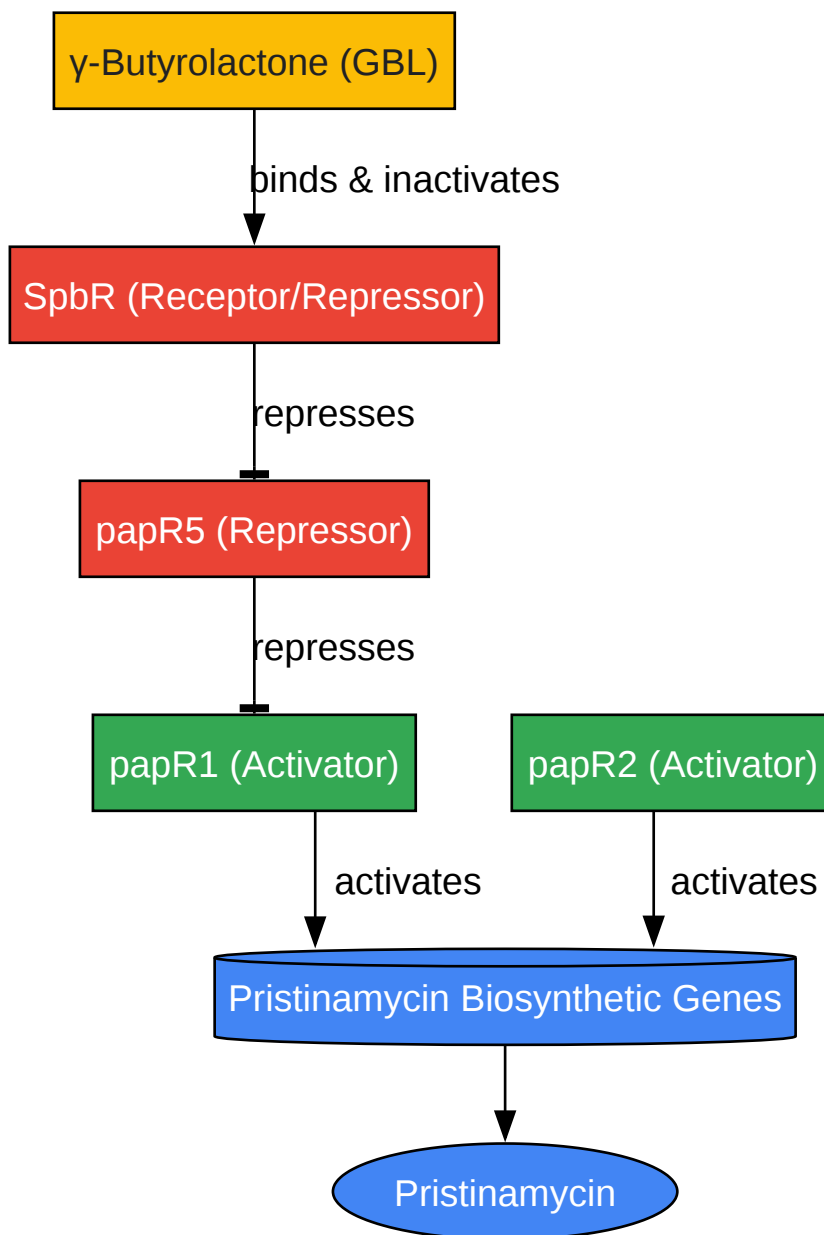 γ-Butyrolactone (GBL)
binds & inactivates
SpbR (Receptor/Repressor)
represses
papR5 (Repressor)
represses
papR1 (Activator)
papR2 (Activator)
activates
activates
Pristinamycin Biosynthetic Genes
Pristinamycin